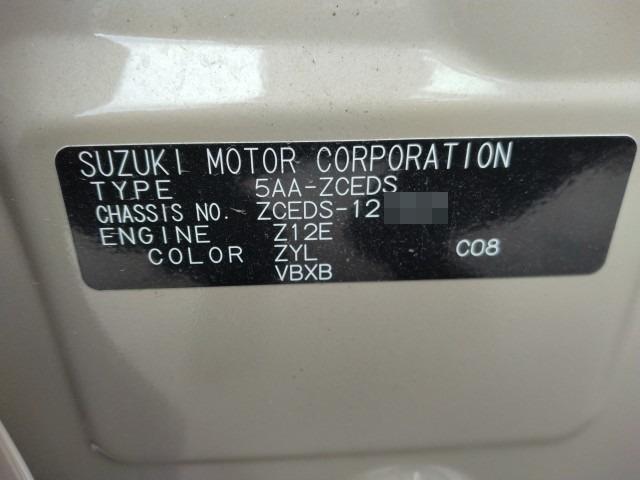 SUZUKI MOTOR CORPORATION
TYPE 5AA-ZCEDS
CHASSIS NO. ZCEDS-12
ENGINE Z12E
COLOR ZYL C08
VBXB